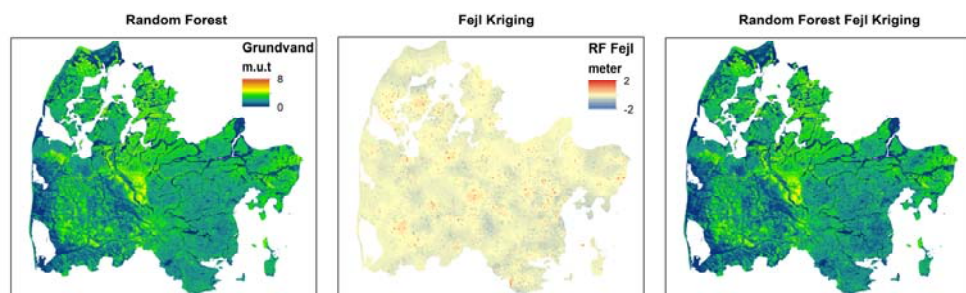 Random Forest
Fejl Kriging
Random Forest Fejl Kriging
Grundvand
m.u.t
8
0
RF Fejl
meter
2
-2